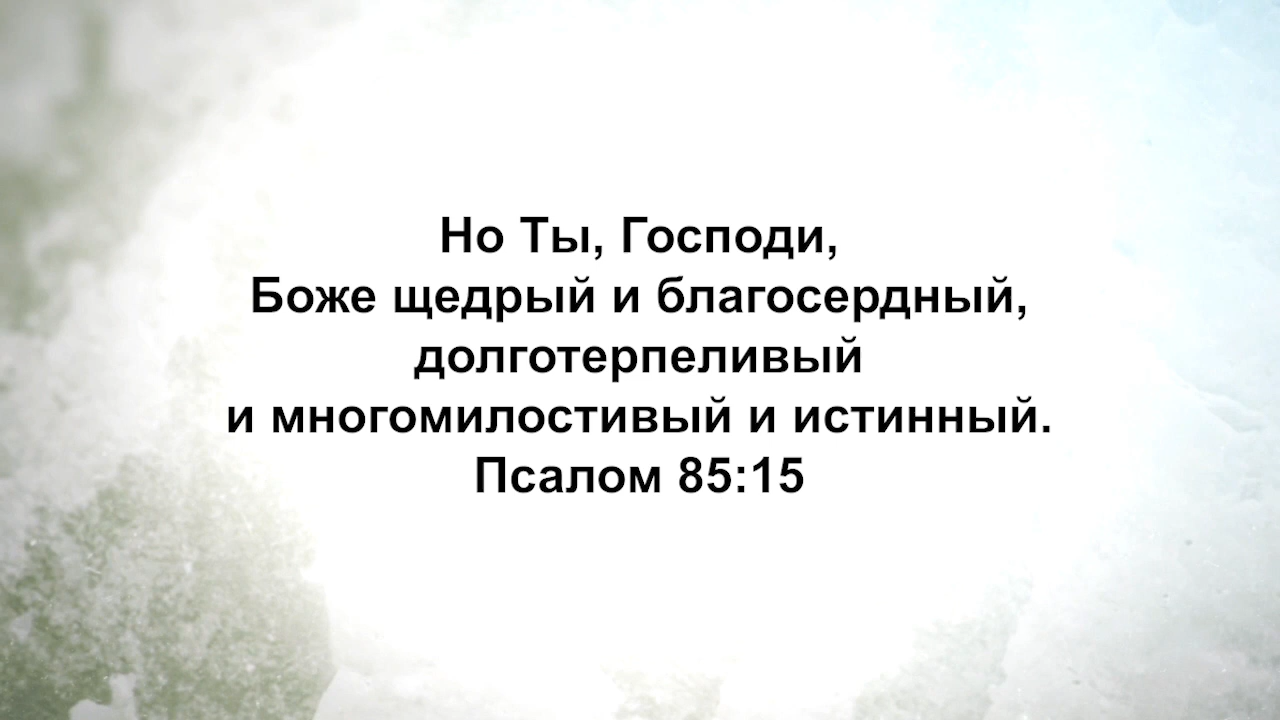 Но Ты, Господи,
Боже щедрый и благосердный,
долготерпеливый
и многомилостивый и истинный.
Псалом 85:15